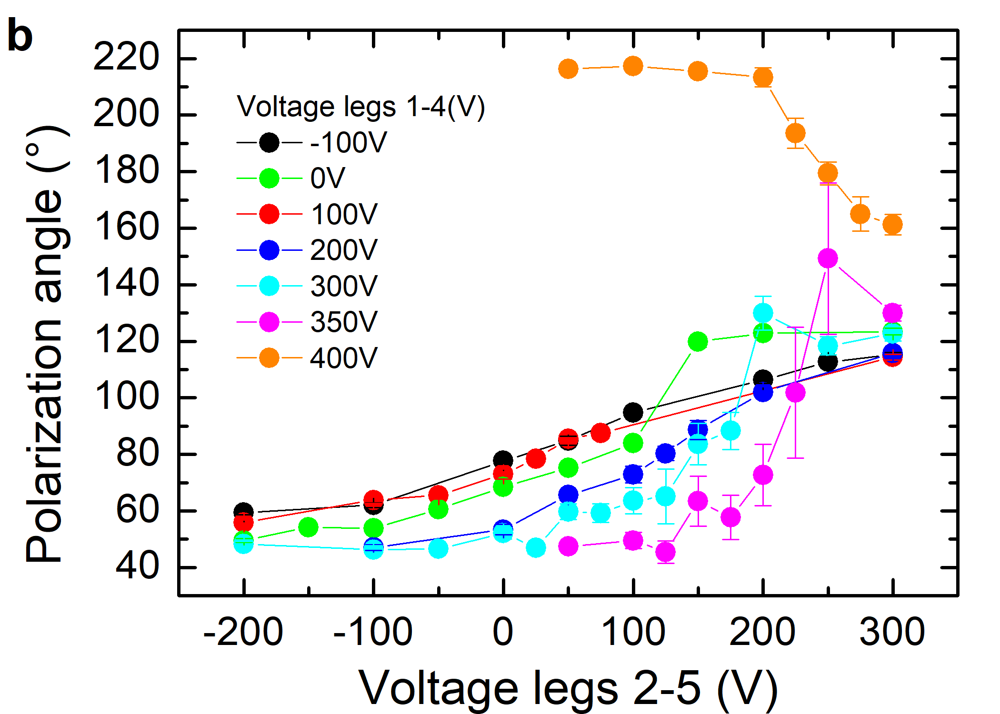 b
Polarization angle (°)
220
200
180
160
140
120
100
80
60
40
Voltage legs 1-4(V)
-100V
0V
100V
200V
300V
350V
400V
-200 -100 0 100 200 300
Voltage legs 2-5 (V)